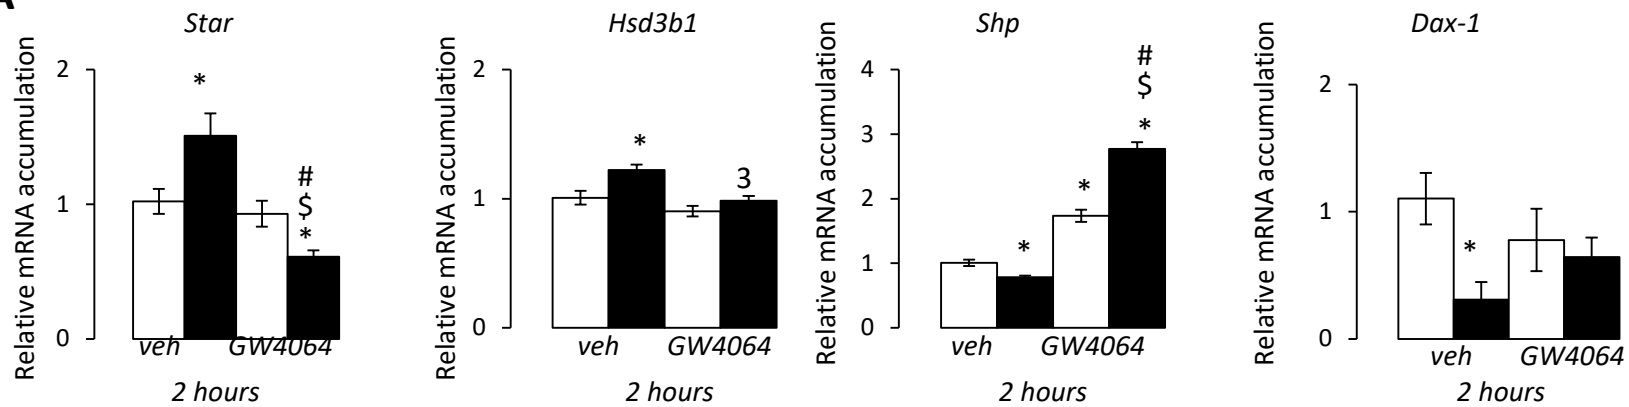 A
Star
Relative mRNA accumulation
2
1
0
*
#
$
*
veh GW4064
2 hours
Hsd3b1
Relative mRNA accumulation
2
1
0
*
3
veh GW4064
2 hours
Shp
Relative mRNA accumulation
4
3
2
1
0
*
*
#
$
*
veh GW4064
2 hours
Dax-1
Relative mRNA accumulation
2
1
0
*
veh GW4064
2 hours